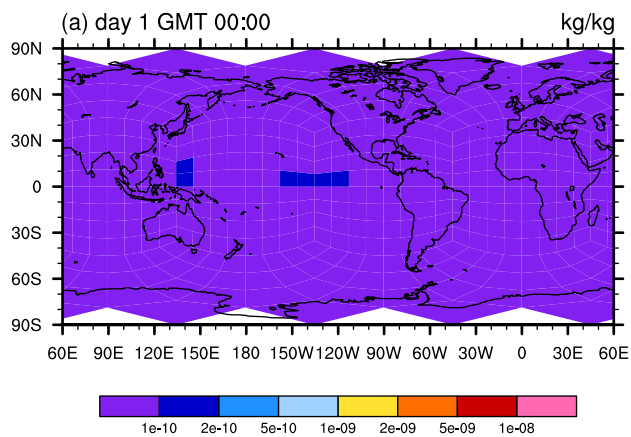 (a) day 1 GMT 00:00 kg/kg
90N
60N
30N
0
30S
60S
90S
60E 90E 120E 150E 180 150W 120W 90W 60W 30W 0 30E 60E
1e-10 2e-10 5e-10 1e-09 2e-09 5e-09 1e-08